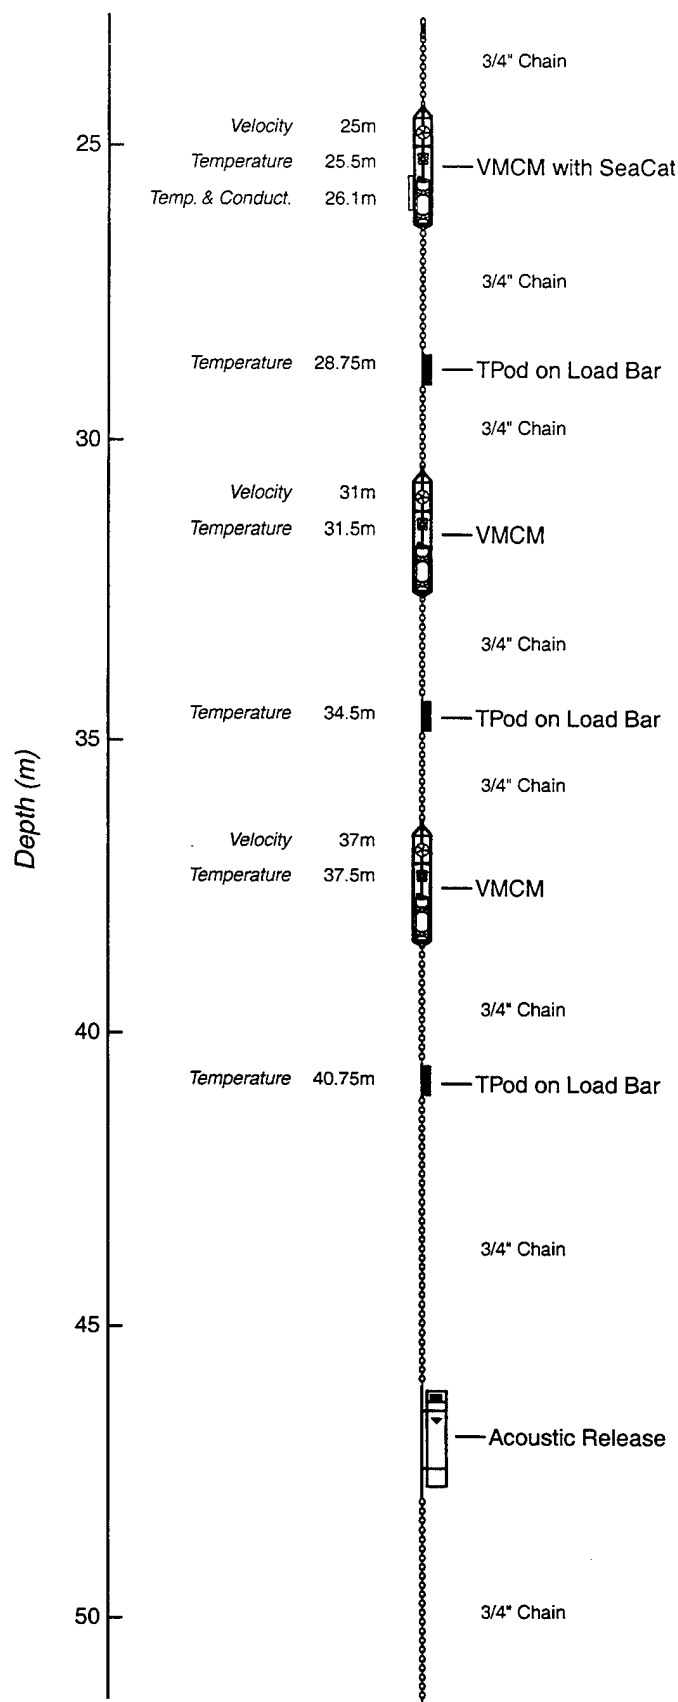 3/4" Chain
Velocity 25m
25
Temperature 25.5m
VMCM with SeaCat
Temp. & Conduct. 26.1m
3/4" Chain
Temperature 28.75m
TPod on Load Bar
3/4" Chain
30
Velocity 31m
Temperature 31.5m
VMCM
3/4" Chain
Temperature 34.5m
TPod on Load Bar
35
3/4" Chain
Depth (m)
Velocity 37m
Temperature 37.5m
VMCM
3/4" Chain
40
Temperature 40.75m
TPod on Load Bar
3/4" Chain
45
Acoustic Release
3/4" Chain
50